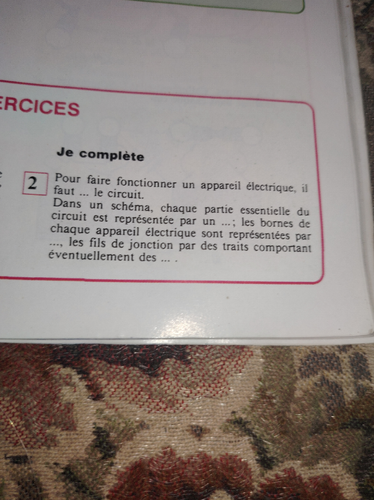 ERCICES
Je complète
2
Pour faire fonctionner un appareil électrique, il
faut ... le circuit.
Dans un schéma, chaque partie essentielle du
circuit est représentée par un ...; les bornes de
chaque appareil électrique sont représentées par
..., les fils de jonction par des traits comportant
éventuellement des ... .